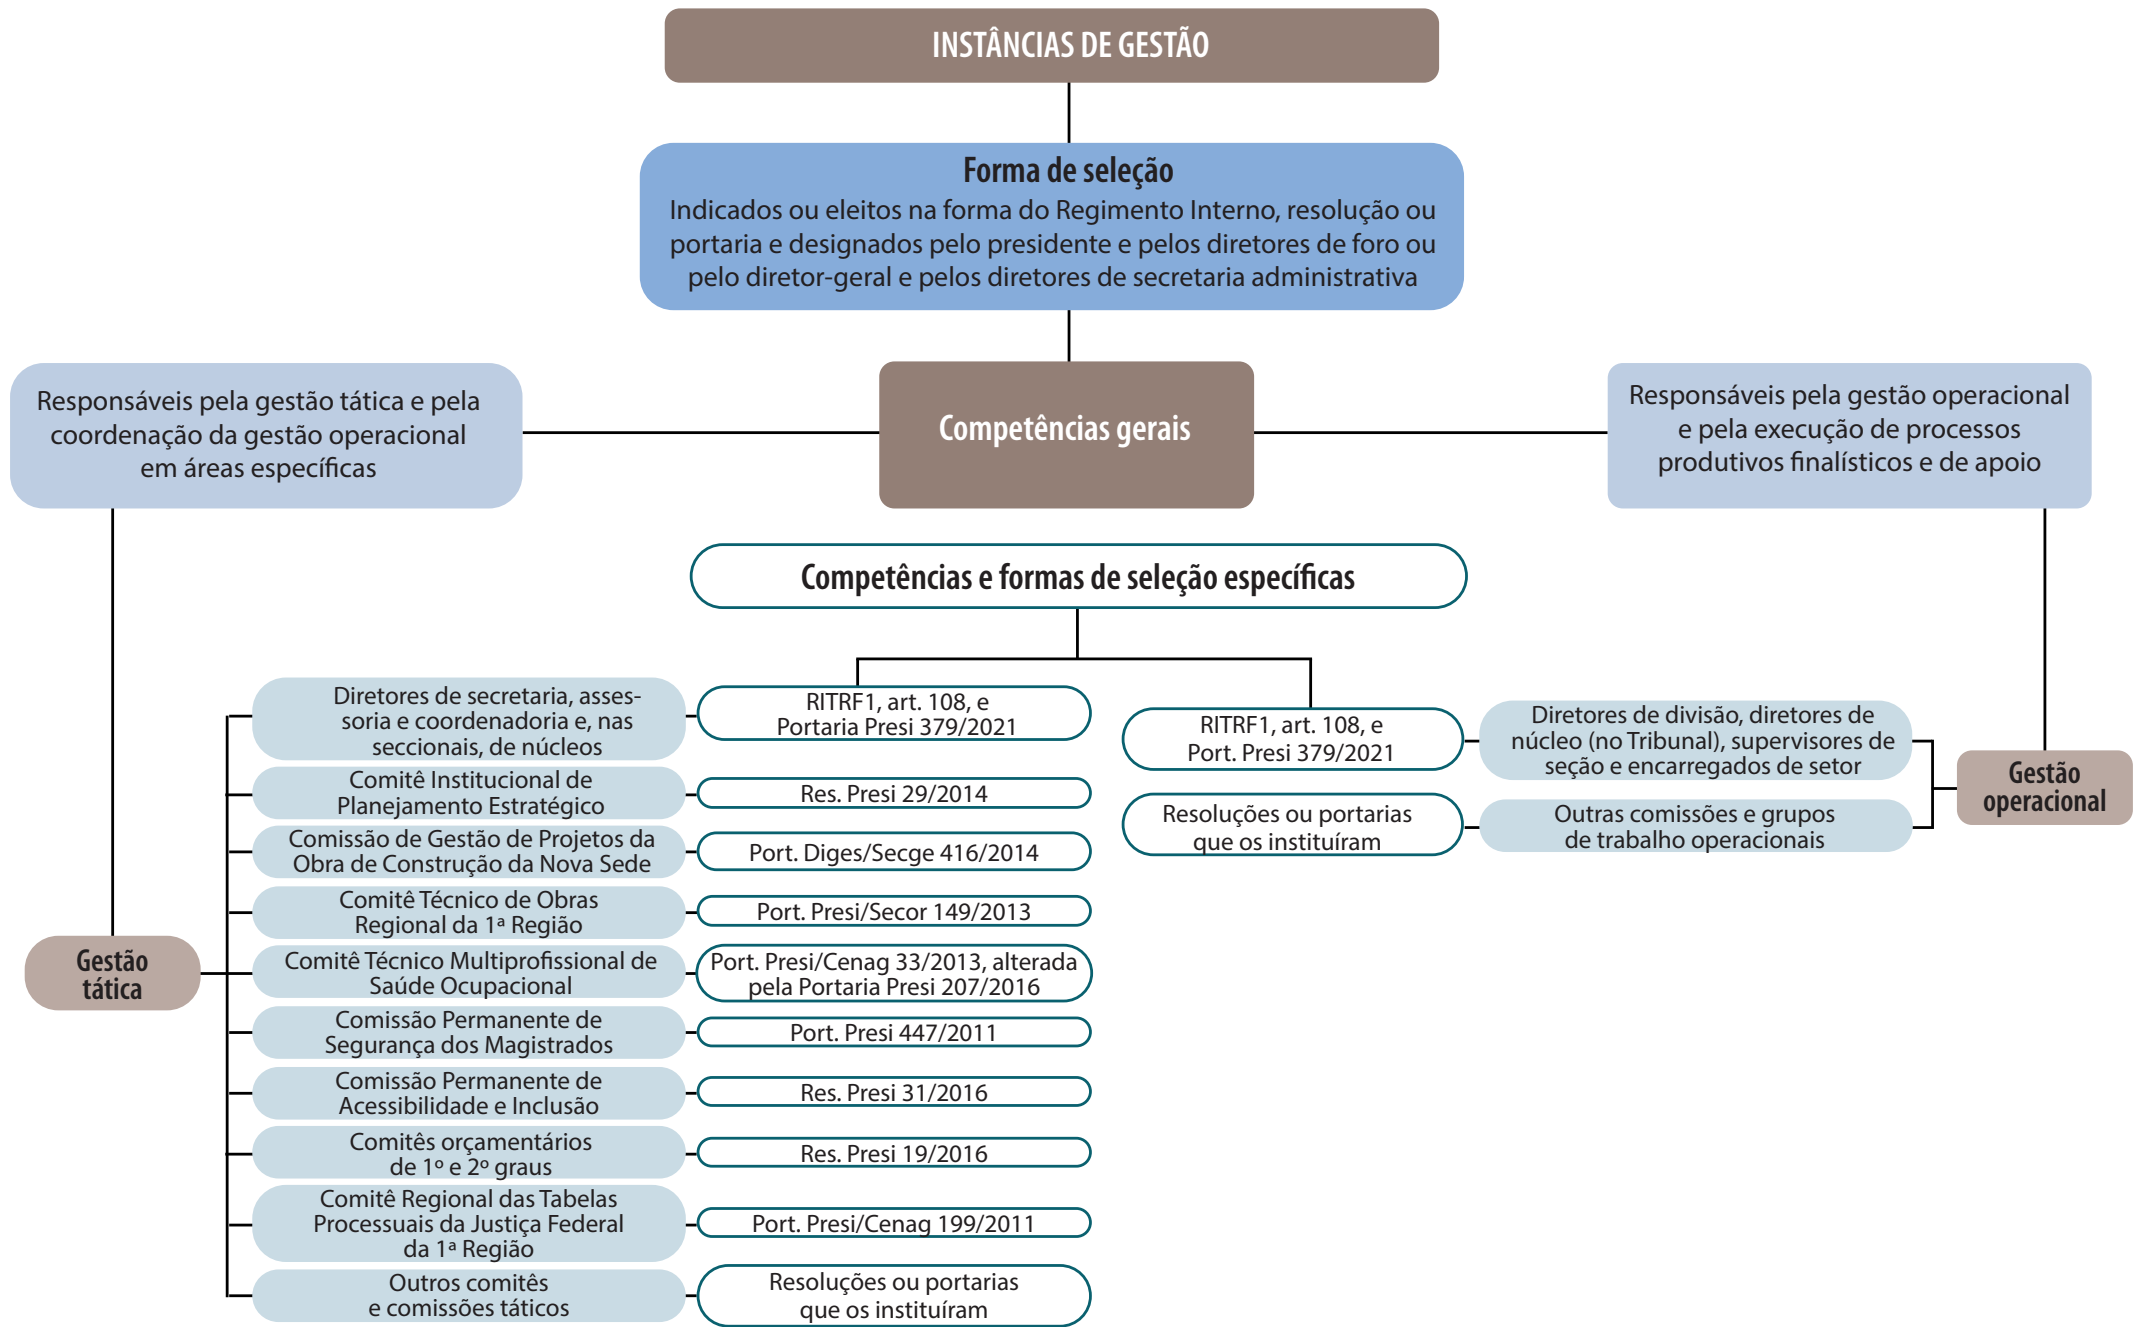 INSTÂNCIAS DE GESTÃO
Forma de seleção
Indicados ou eleitos na forma do Regimento Interno, resolução ou
portaria e designados pelo presidente e pelos diretores de foro ou
pelo diretor-geral e pelos diretores de secretaria administrativa
Responsáveis pela gestão tática e pela
coordenação da gestão operacional
em áreas específicas
Competências gerais
Responsáveis pela gestão operacional
e pela execução de processos
produtivos finalísticos e de apoio
Competências e formas de seleção específicas
Gestão
tática
Diretores de secretaria, asses-
soria e coordenadoria e, nas
seccionais, de núcleos
RITRF1, art. 108, e
Portaria Presi 379/2021
Comitê Institucional de
Planejamento Estratégico
Res. Presi 29/2014
Comissão de Gestão de Projetos da
Obra de Construção da Nova Sede
Port. Diges/Secge 416/2014
Comitê Técnico de Obras
Regional da 1ª Região
Port. Presi/Secor 149/2013
Comitê Técnico Multiprofissional de
Saúde Ocupacional
Port. Presi/Cenag 33/2013, alterada
pela Portaria Presi 207/2016
Comissão Permanente de
Segurança dos Magistrados
Port. Presi 447/2011
Comissão Permanente de
Acessibilidade e Inclusão
Res. Presi 31/2016
Comitês orçamentários
de 1º e 2º graus
Res. Presi 19/2016
Comitê Regional das Tabelas
Processuais da Justiça Federal
da 1ª Região
Port. Presi/Cenag 199/2011
Outros comitês
e comissões táticos
Resoluções ou portarias
que os instituíram
RITRF1, art. 108, e
Port. Presi 379/2021
Diretores de divisão, diretores de
núcleo (no Tribunal), supervisores de
seção e encarregados de setor
Resoluções ou portarias
que os instituíram
Outras comissões e grupos
de trabalho operacionais
Gestão
operacional